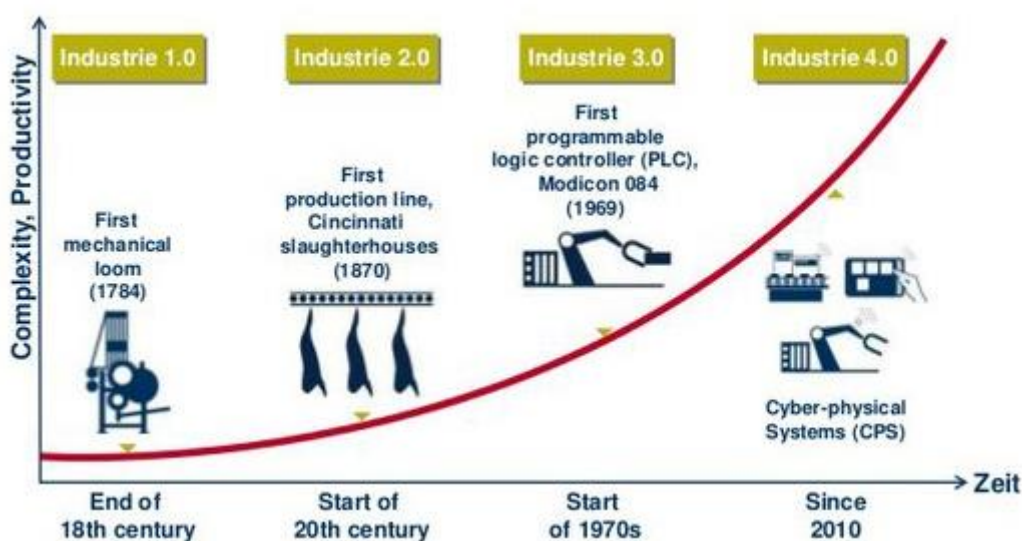 Complexity, Productivity
Industrie 1.0
Industrie 2.0
Industrie 3.0
Industrie 4.0
First
mechanical
loom
(1784)
First
production line,
Cincinnati
slaughterhouses
(1870)
First
programmable
logic controller (PLC),
Modicon 084
(1969)
Cyber-physical
Systems (CPS)
Zeit
End of
18th century
Start of
20th century
Start
of 1970s
Since
2010